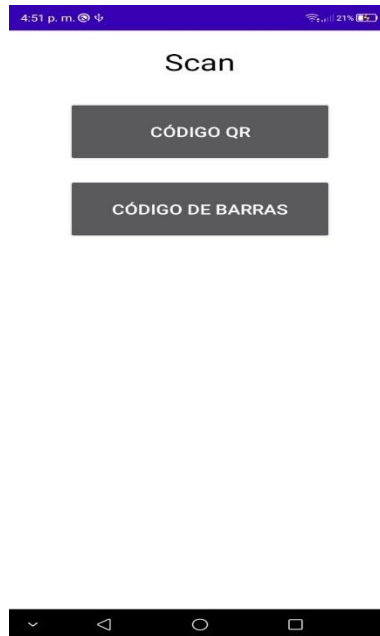 4:51 p. m.
21%
Scan
CÓDIGO QR
CÓDIGO DE BARRAS